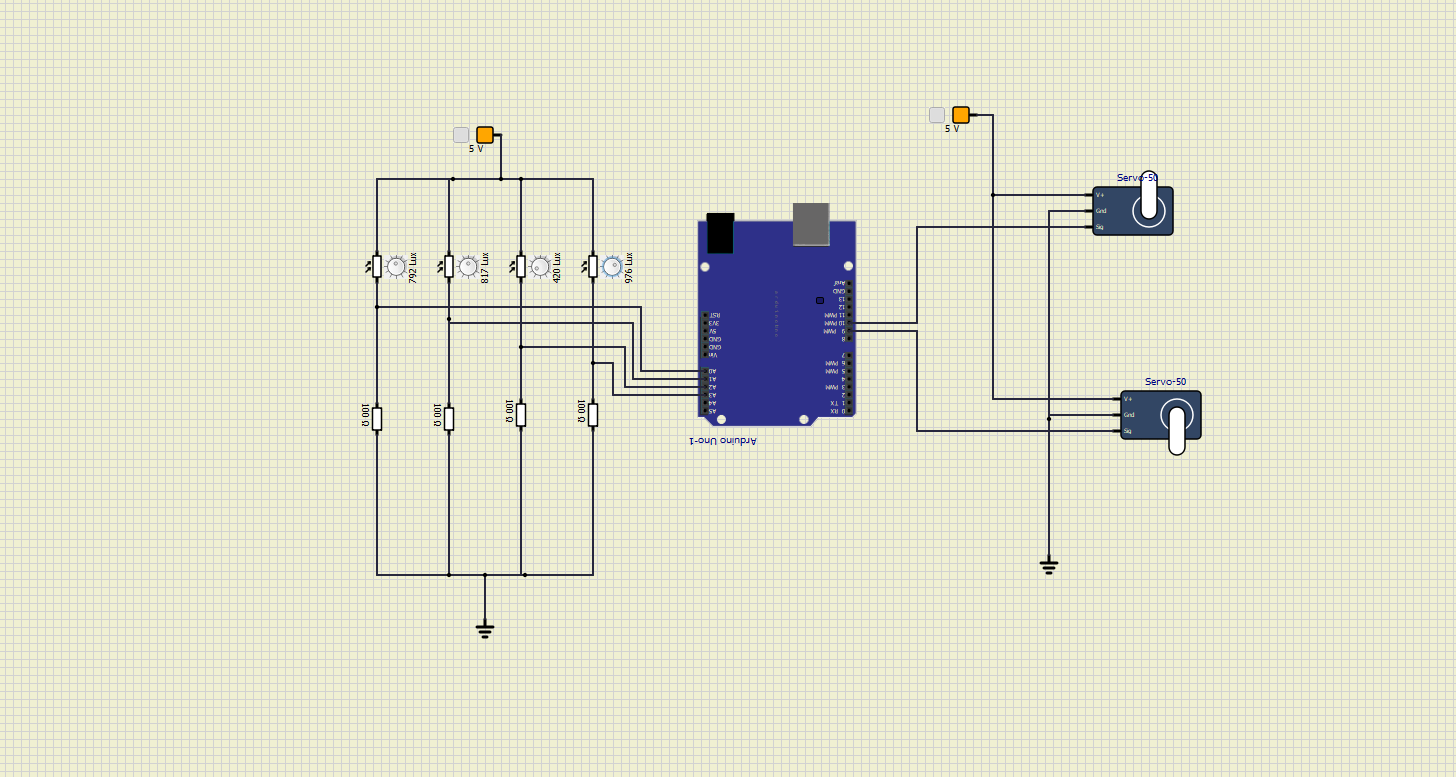 5 V
792 Lux
817 Lux
420 Lux
976 Lux
100 Ω
100 Ω
100 Ω
100 Ω
RST
3V3
5V
GND
GND
Vin
A0
A1
A2
A3
A4
A5
Aref
GND
13
12
PWM 11
PWM 10
PWM 9
8
7
PWM 6
PWM 5
4
PWM 3
2
TX 1
RX 0
Arduino Uno-1
5 V
Servo-50
V+
Gnd
Sig
Servo-50
V+
Gnd
Sig